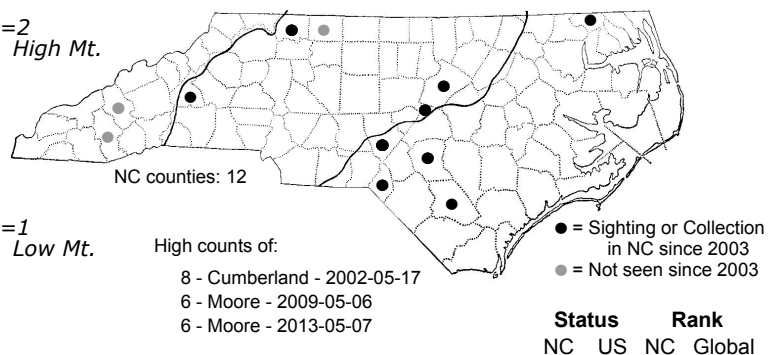 =2
High Mt.
NC counties: 12
=1
Low Mt.
High counts of:
8 - Cumberland - 2002-05-17
6 - Moore - 2009-05-06
6 - Moore - 2013-05-07
= Sighting or Collection
in NC since 2003
= Not seen since 2003
Status Rank
NC US NC Global